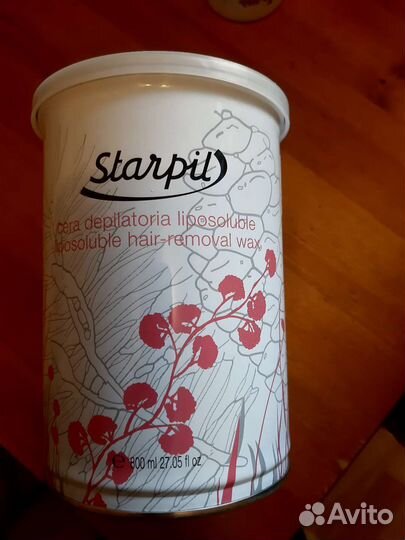 Starpil
cera depilatoria liposoluble
liposoluble hair-removal wax
℮ 800 ml 27.05 fl oz
Avito